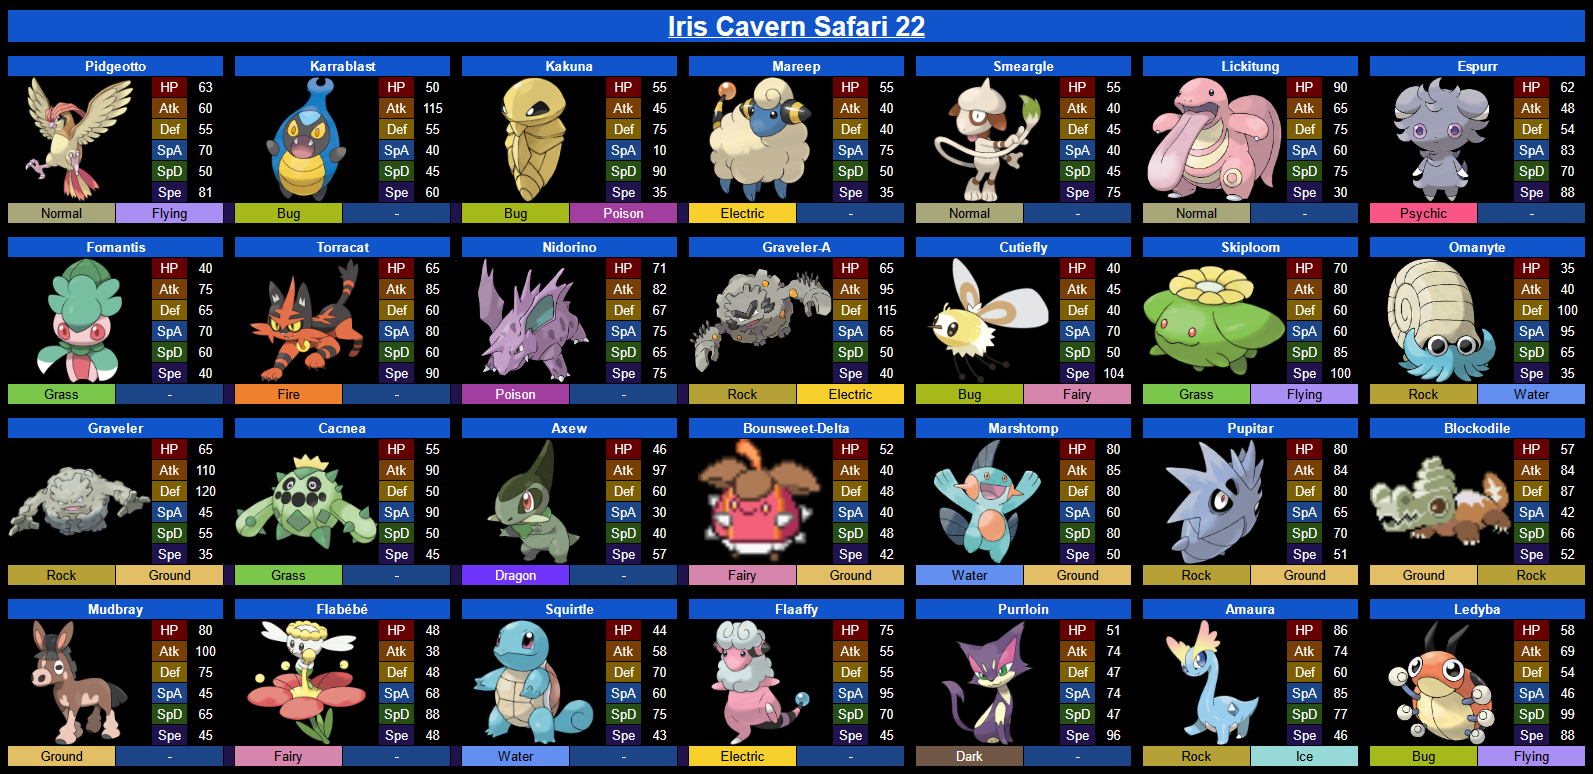 Iris Cavern Safari 22
Pidgeotto Karrablast Kakuna Mareep Smeargle Lickitung Espurr
HP 63 HP 50 HP 55 HP 55 HP 55 HP 90 HP 62
Atk 60 Atk 115 Atk 45 Atk 40 Atk 40 Atk 65 Atk 48
Def 55 Def 55 Def 75 Def 40 Def 45 Def 75 Def 54
SpA 70 SpA 40 SpA 10 SpA 75 SpA 40 SpA 60 SpA 83
SpD 50 SpD 45 SpD 90 SpD 50 SpD 45 SpD 75 SpD 70
Spe 81 Spe 60 Spe 35 Spe 35 Spe 75 Spe 30 Spe 88
Normal Flying Bug - Bug Poison Electric - Normal - Normal - Psychic -
Fomantis Torracat Nidorino Graveler-A Cutiefly Skiploom Omanyte
HP 40 HP 65 HP 71 HP 65 HP 40 HP 70 HP 35
Atk 75 Atk 85 Atk 82 Atk 95 Atk 45 Atk 80 Atk 40
Def 60 Def 65 Def 67 Def 115 Def 40 Def 60 Def 100
SpA 70 SpA 80 SpA 75 SpA 65 SpA 70 SpA 60 SpA 95
SpD 60 SpD 60 SpD 65 SpD 50 SpD 50 SpD 85 SpD 65
Spe 40 Spe 90 Spe 75 Spe 40 Spe 104 Spe 100 Spe 35
Grass - Fire - Poison - Rock Electric Bug Fairy Grass Flying Rock Water
Graveler Cacnea Axew Bounsweet-Delta Marshtomp Pupitar Blockodile
HP 65 HP 55 HP 46 HP 52 HP 80 HP 80 HP 57
Atk 110 Atk 90 Atk 97 Atk 40 Atk 85 Atk 84 Atk 84
Def 120 Def 50 Def 60 Def 48 Def 80 Def 80 Def 87
SpA 45 SpA 90 SpA 30 SpA 40 SpA 60 SpA 65 SpA 42
SpD 55 SpD 50 SpD 40 SpD 48 SpD 80 SpD 70 SpD 66
Spe 35 Spe 45 Spe 57 Spe 42 Spe 50 Spe 51 Spe 52
Rock Ground Grass - Dragon - Fairy Ground Water Ground Rock Ground Ground Rock
Mudbray Flabébé Squirtle Flaaffy Purrloin Amaura Ledyba
HP 80 HP 48 HP 44 HP 75 HP 51 HP 86 HP 58
Atk 100 Atk 38 Atk 58 Atk 55 Atk 74 Atk 74 Atk 69
Def 75 Def 48 Def 70 Def 55 Def 47 Def 60 Def 54
SpA 45 SpA 68 SpA 60 SpA 95 SpA 74 SpA 85 SpA 46
SpD 65 SpD 88 SpD 75 SpD 70 SpD 47 SpD 77 SpD 99
Spe 45 Spe 48 Spe 43 Spe 45 Spe 96 Spe 46 Spe 88
Ground - Fairy - Water - Electric - Dark - Rock Ice Bug Flying